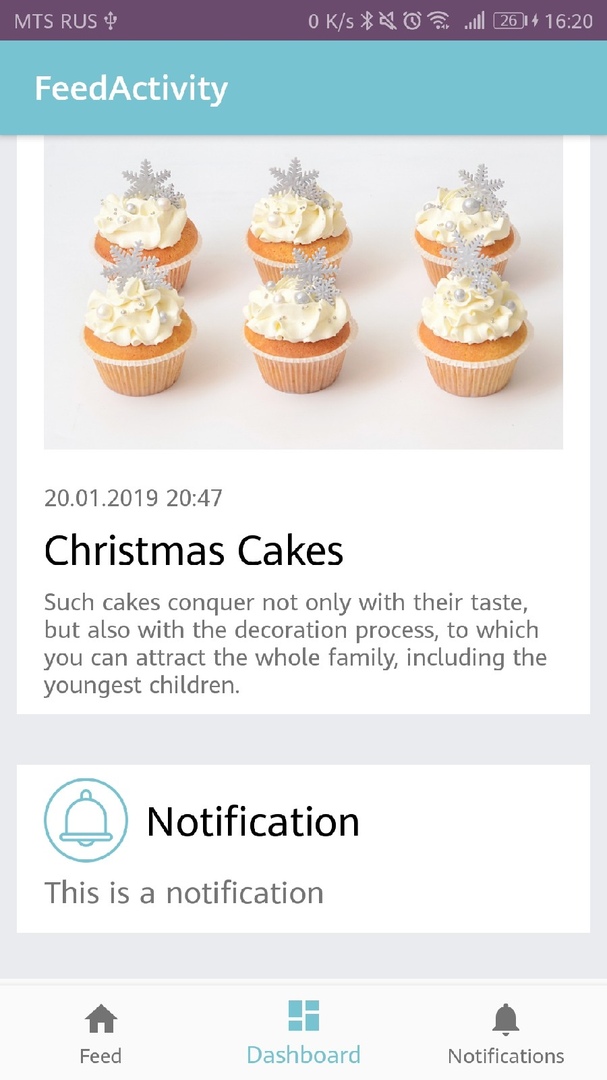 MTS RUS 0 K/s 26 16:20
FeedActivity
20.01.2019 20:47
Christmas Cakes
Such cakes conquer not only with their taste,
but also with the decoration process, to which
you can attract the whole family, including the
youngest children.
Notification
This is a notification
Feed Dashboard Notifications